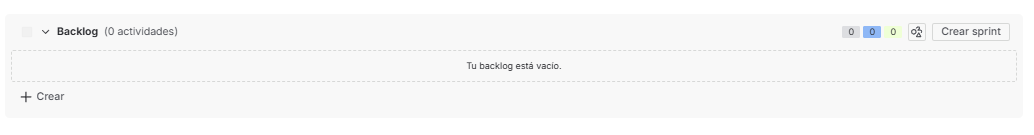 Backlog (0 actividades) 0 0 0 Crear sprint
Tu backlog está vacío.
+ Crear